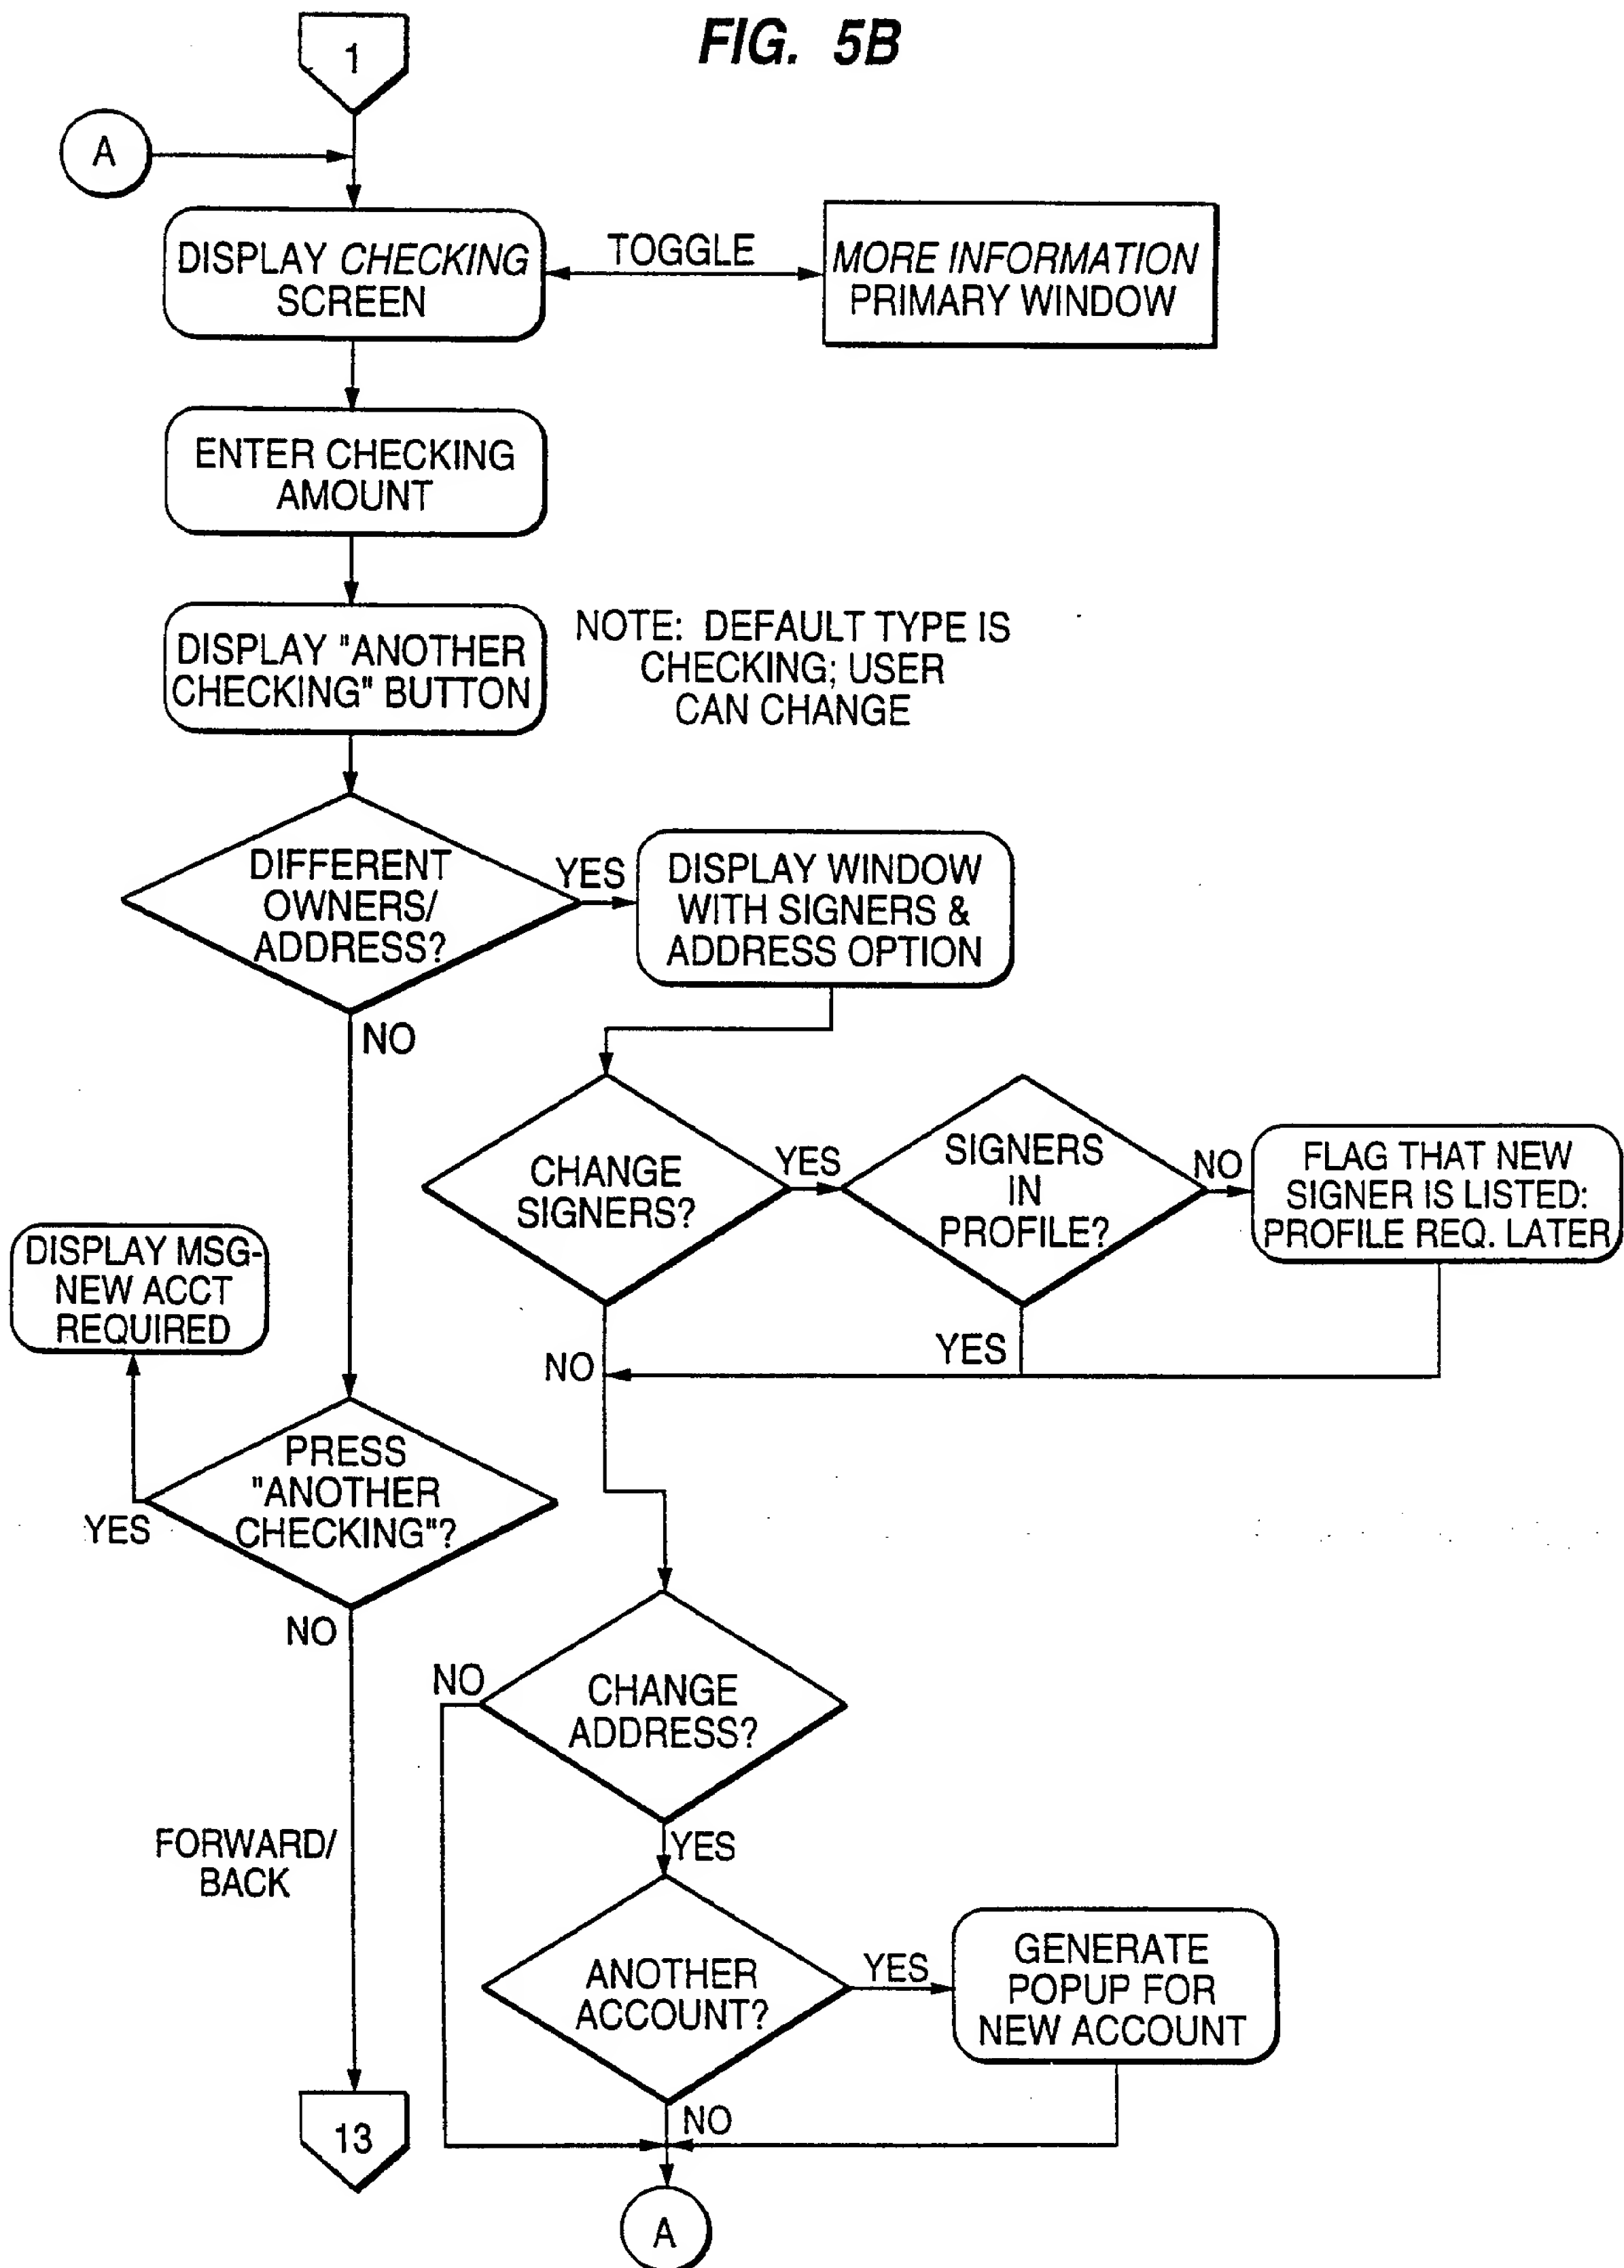 FIG. 5B
1
A
DISPLAY CHECKING
SCREEN
TOGGLE
MORE INFORMATION
PRIMARY WINDOW
ENTER CHECKING
AMOUNT
DISPLAY "ANOTHER
CHECKING" BUTTON
NOTE: DEFAULT TYPE IS
CHECKING; USER
CAN CHANGE
DIFFERENT
OWNERS/
ADDRESS?
YES
DISPLAY WINDOW
WITH SIGNERS &
ADDRESS OPTION
NO
CHANGE
SIGNERS?
YES
SIGNERS
IN
PROFILE?
NO
FLAG THAT NEW
SIGNER IS LISTED:
PROFILE REQ. LATER
DISPLAY MSG-
NEW ACCT
REQUIRED
YES
NO
PRESS
"ANOTHER
CHECKING"?
YES
NO
NO
CHANGE
ADDRESS?
YES
FORWARD/
BACK
ANOTHER
ACCOUNT?
YES
GENERATE
POPUP FOR
NEW ACCOUNT
NO
13
A